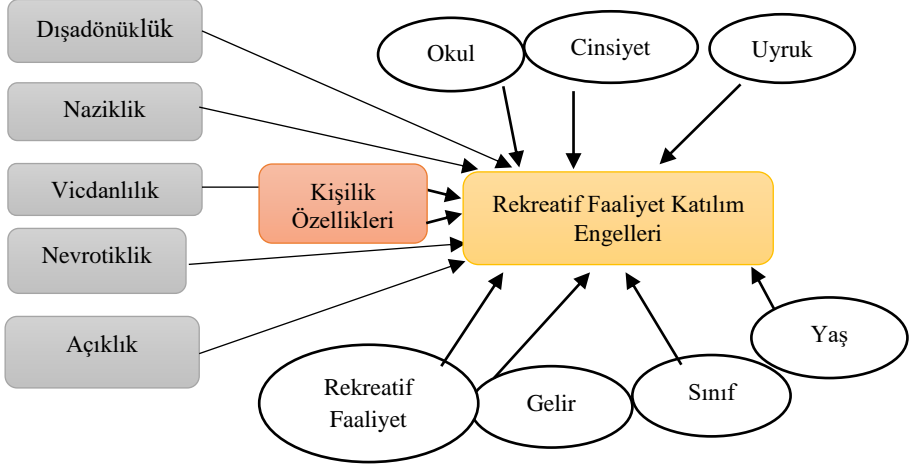 Dışadönüklük
Naziklik
Vicdanlılık
Nevrotiklik
Açıklık
Kişilik
Özellikleri
Okul
Cinsiyet
Uyruk
Rekreatif Faaliyet Katılım
Engelleri
Rekreatif
Faaliyet
Gelir
Sınıf
Yaş